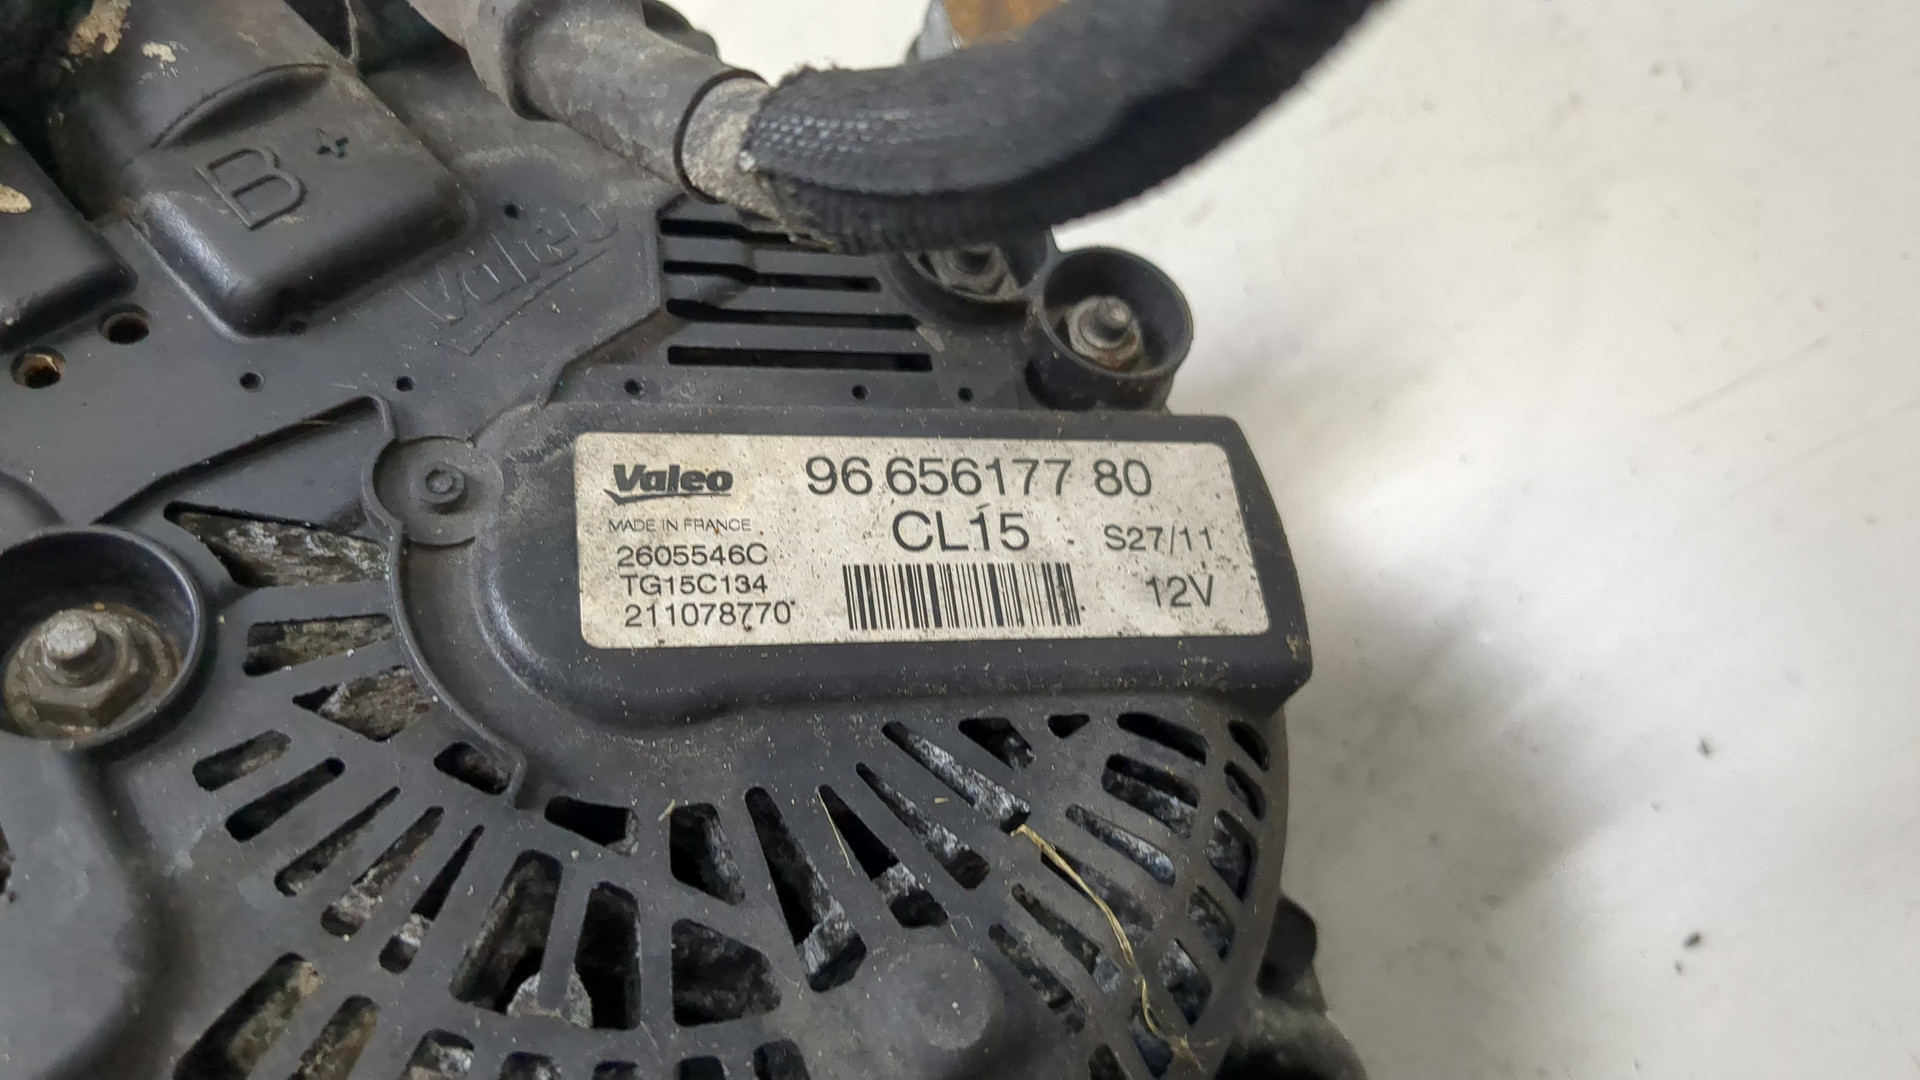 B+
Valeo
Valeo 96 656177 80
MADE IN FRANCE CL15 S27/11
2605546C
TG15C134 12V
211078770